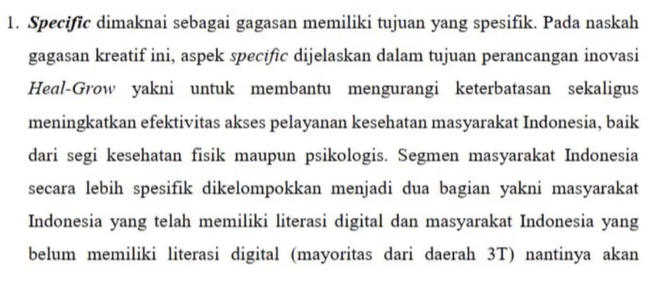 1. Specific dimaknai sebagai gagasan memiliki tujuan yang spesifik. Pada naskah
gagasan kreatif ini, aspek specific dijelaskan dalam tujuan perancangan inovasi
Heal-Grow yakni untuk membantu mengurangi keterbatasan sekaligus
meningkatkan efektivitas akses pelayanan kesehatan masyarakat Indonesia, baik
dari segi kesehatan fisik maupun psikologis. Segmen masyarakat Indonesia
secara lebih spesifik dikelompokkan menjadi dua bagian yakni masyarakat
Indonesia yang telah memiliki literasi digital dan masyarakat Indonesia yang
belum memiliki literasi digital (mayoritas dari daerah 3T) nantinya akan